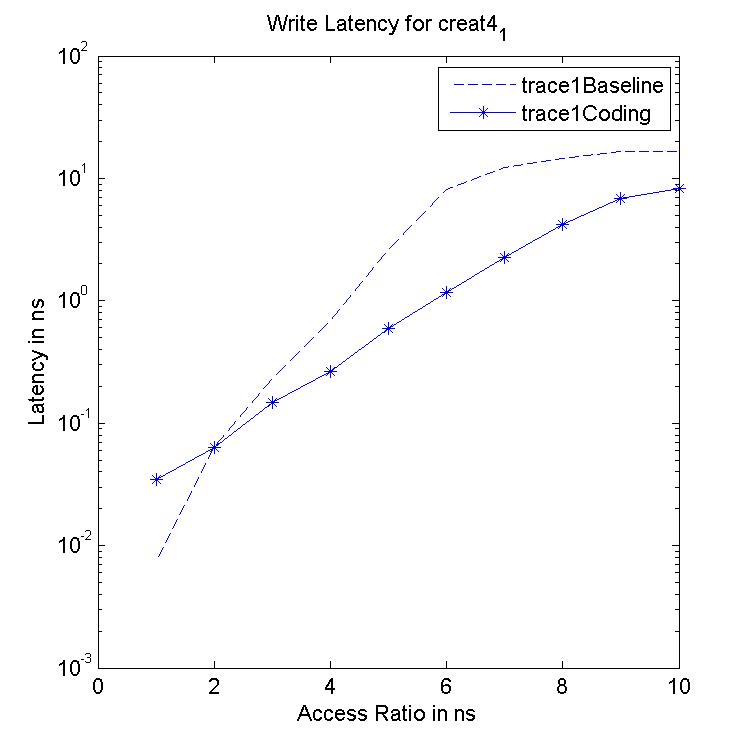 Write Latency for creat4₁
10²
trace1Baseline
trace1Coding
10¹
10⁰
10⁻¹
10⁻²
10⁻³
Latency in ns
0 2 4 6 8 10
Access Ratio in ns